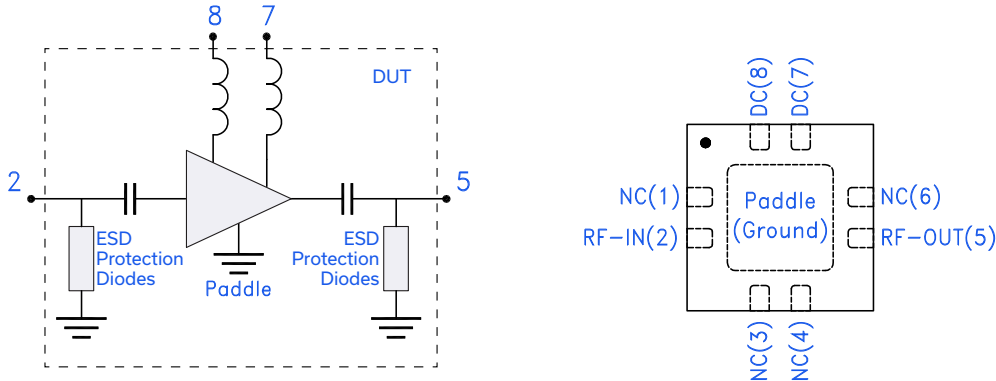 8
7
DUT
2
5
ESD
Protection
Diodes
ESD
Protection
Diodes
Paddle
DC(8)
DC(7)
NC(1)
RF-IN(2)
Paddle
(Ground)
NC(6)
RF-OUT(5)
NC(3)
NC(4)